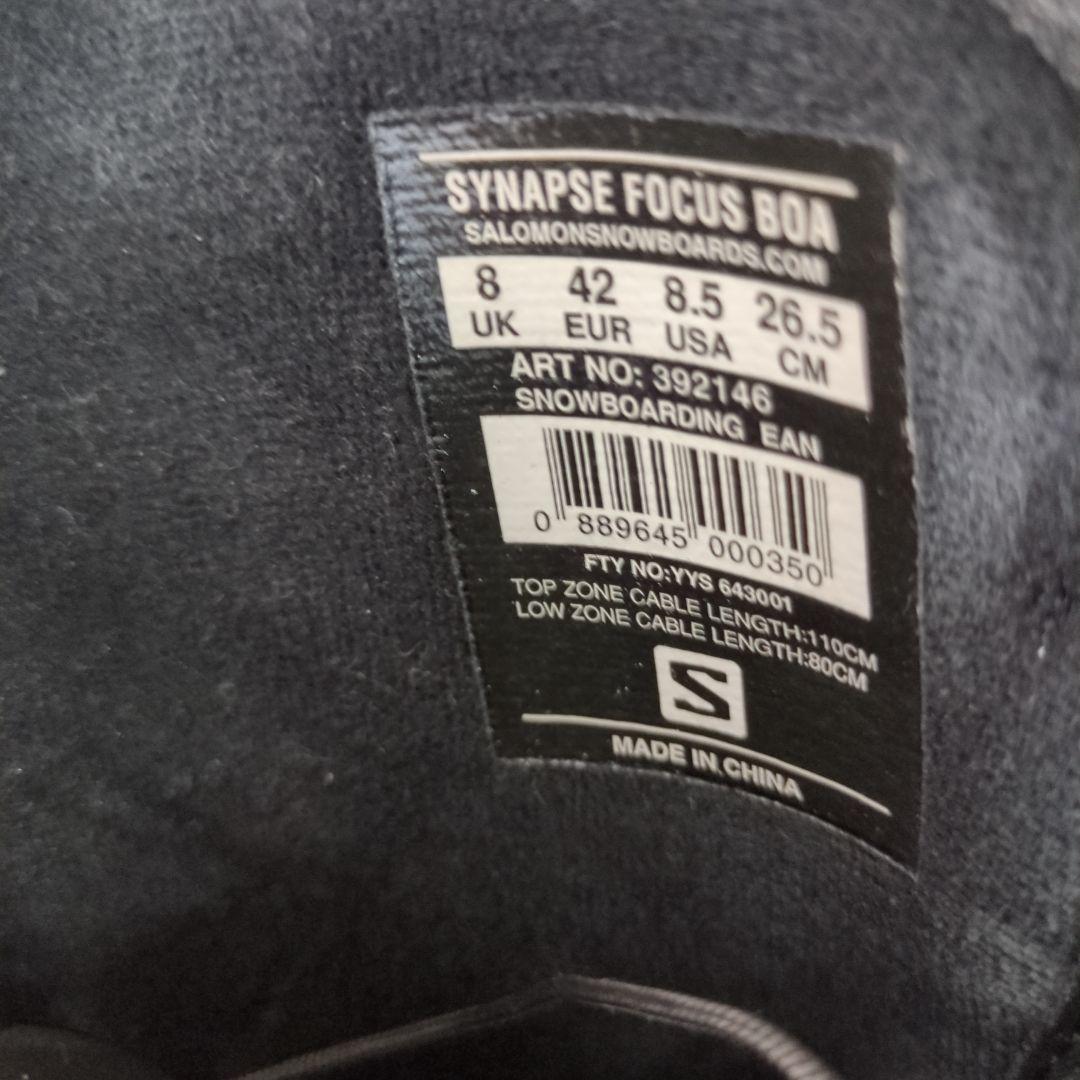 SYNAPSE FOCUS BOA
SALOMONSNOWBOARDS.COM
8 42 8.5 26.5
UK EUR USA CM
ART NO: 392146
SNOWBOARDING EAN
0 889645 000350
FTY NO:YYS 643001
TOP ZONE CABLE LENGTH:110CM
LOW ZONE CABLE LENGTH:80CM
S
MADE IN CHINA